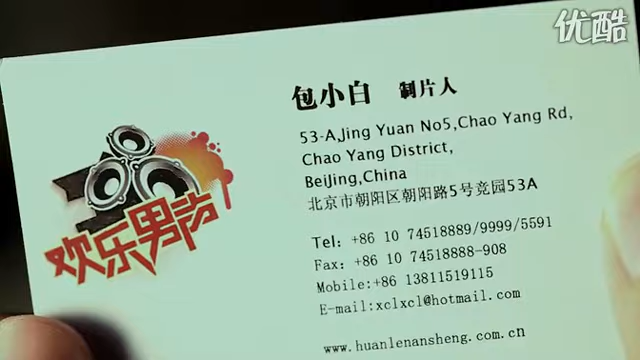 优酷
包小白 制片人
53-A,Jing Yuan No5,Chao Yang Rd,
Chao Yang District,
BeiJing,China
北京市朝阳区朝阳路5号竞园53A
Tel: +86 10 74518889/9999/5591
Fax: +86 10 74518888-908
Mobile:+86 13811519115
E-mail:xclxcl@hotmail.com
www.huanlenansheng.com.cn
欢乐男声